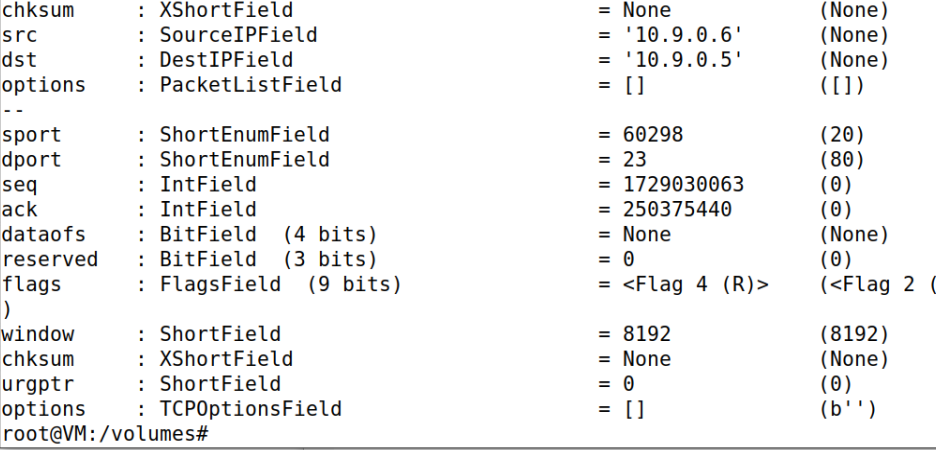 chksum : XShortField = None (None)
src : SourceIPField = '10.9.0.6' (None)
dst : DestIPField = '10.9.0.5' (None)
options : PacketListField = [] ([])
--
sport : ShortEnumField = 60298 (20)
dport : ShortEnumField = 23 (80)
seq : IntField = 1729030063 (0)
ack : IntField = 250375440 (0)
dataofs : BitField (4 bits) = None (None)
reserved : BitField (3 bits) = 0 (0)
flags : FlagsField (9 bits) = <Flag 4 (R)> (<Flag 2 (
)
window : ShortField = 8192 (8192)
chksum : XShortField = None (None)
urgptr : ShortField = 0 (0)
options : TCPOptionsField = [] (b'')
root@VM:/volumes#